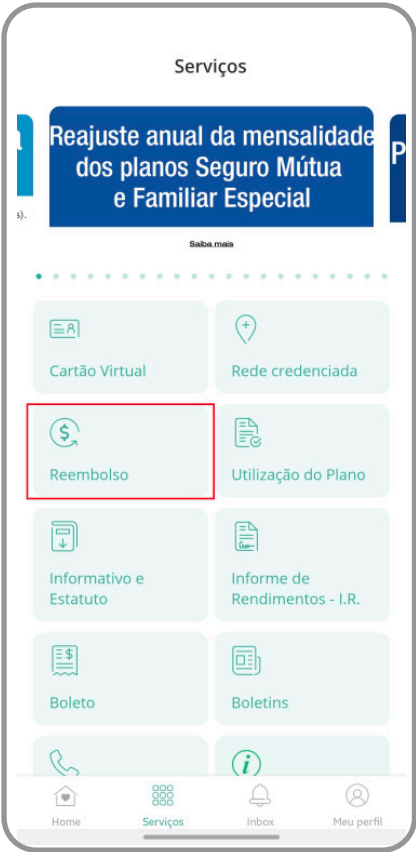 Serviços
a
Reajuste anual da mensalidade
dos planos Seguro Mútua
e Familiar Especial
P
s).
Saiba mais
Cartão Virtual
Rede credenciada
Reembolso
Utilização do Plano
Informativo e
Estatuto
Informe de
Rendimentos - I.R.
Boleto
Boletins
Home
Serviços
Inbox
Meu perfil